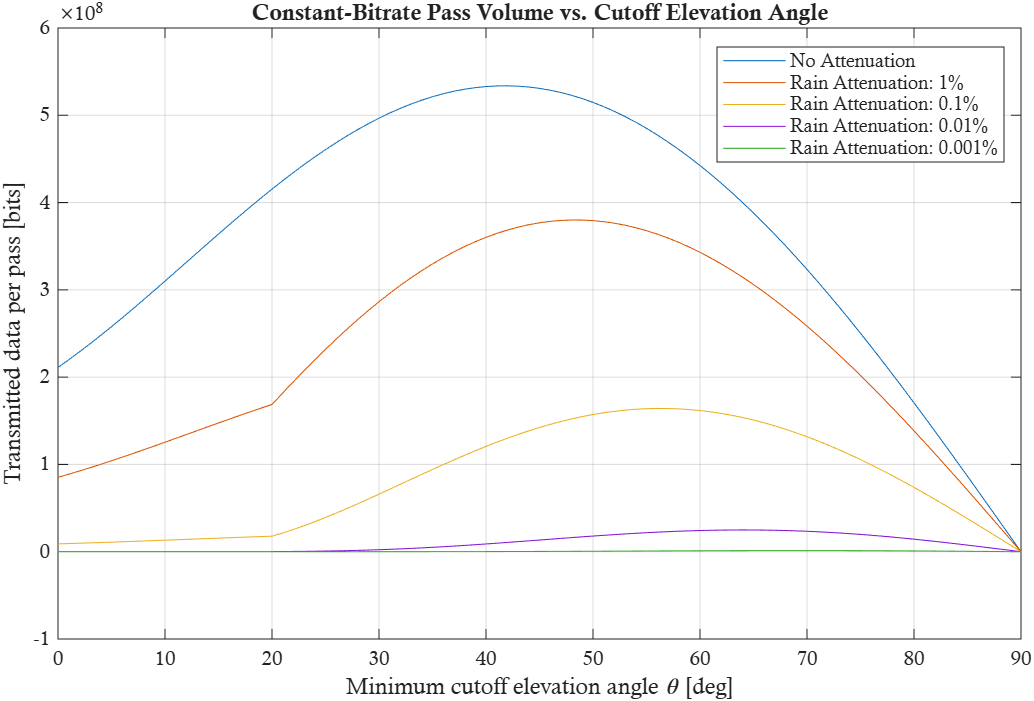 Constant-Bitrate Pass Volume vs. Cutoff Elevation Angle
×10⁸
6
5
4
3
2
1
0
-1
Transmitted data per pass [bits]
No Attenuation
Rain Attenuation: 1%
Rain Attenuation: 0.1%
Rain Attenuation: 0.01%
Rain Attenuation: 0.001%
0 10 20 30 40 50 60 70 80 90
Minimum cutoff elevation angle θ [deg]